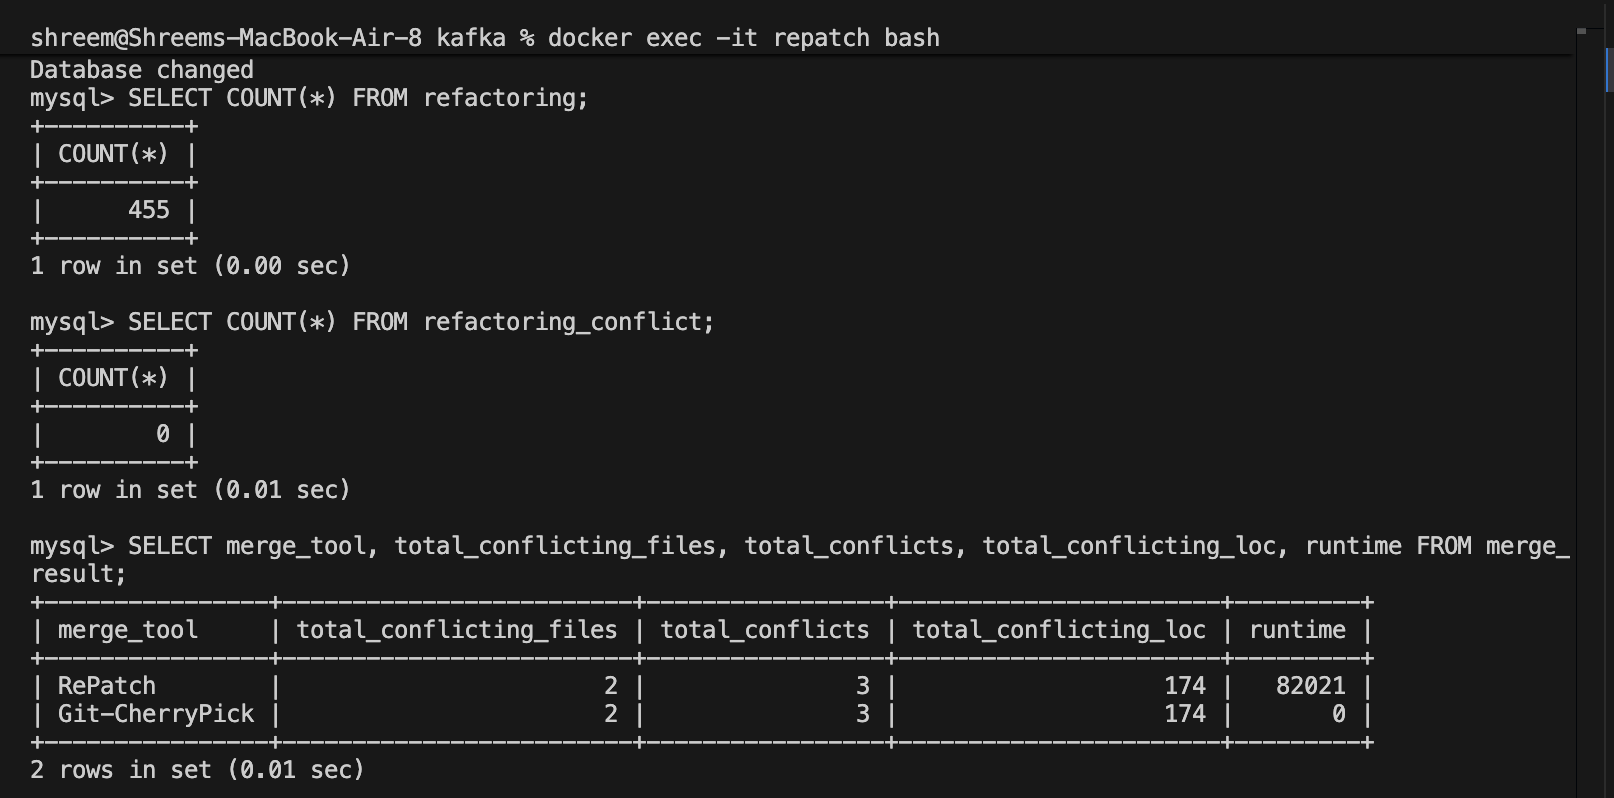 shreem@Shreems-MacBook-Air-8 kafka % docker exec -it repatch bash
Database changed
mysql> SELECT COUNT(*) FROM refactoring;
+----------+
| COUNT(*) |
+----------+
|      455 |
+----------+
1 row in set (0.00 sec)

mysql> SELECT COUNT(*) FROM refactoring_conflict;
+----------+
| COUNT(*) |
+----------+
|        0 |
+----------+
1 row in set (0.01 sec)

mysql> SELECT merge_tool, total_conflicting_files, total_conflicts, total_conflicting_loc, runtime FROM merge_
result;
+----------------+-------------------------+-----------------+-----------------------+---------+
| merge_tool     | total_conflicting_files | total_conflicts | total_conflicting_loc | runtime |
+----------------+-------------------------+-----------------+-----------------------+---------+
| RePatch        |                       2 |               3 |                   174 |   82021 |
| Git-CherryPick |                       2 |               3 |                   174 |       0 |
+----------------+-------------------------+-----------------+-----------------------+---------+
2 rows in set (0.01 sec)